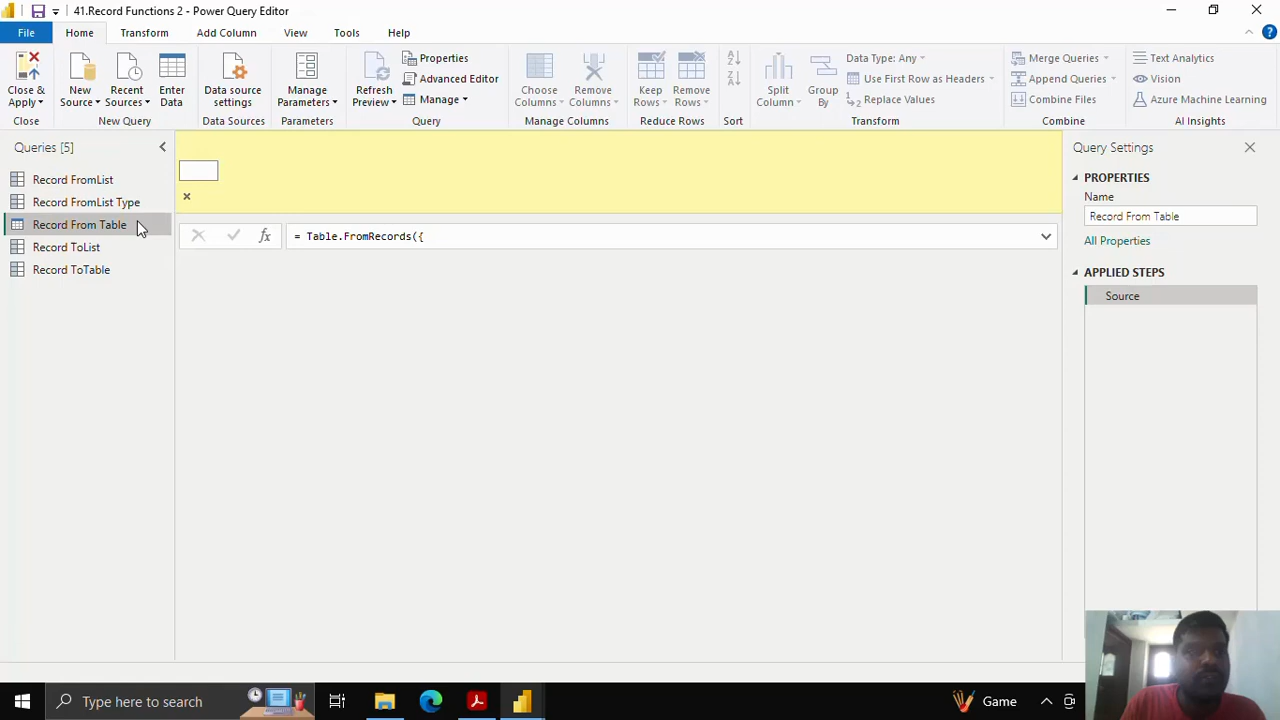 41.Record Functions 2 - Power Query Editor
File
Home
Transform
Add Column
View
Tools
Help
Close & Apply
Close
New Source
Recent Sources
Enter Data
New Query
Data source settings
Data Sources
Manage Parameters
Parameters
Refresh Preview
Properties
Advanced Editor
Manage
Query
Choose Columns
Remove Columns
Manage Columns
Keep Rows
Remove Rows
Reduce Rows
Sort
Split Column
Group By
Data Type: Any
Use First Row as Headers
Replace Values
Transform
Merge Queries
Append Queries
Combine Files
Combine
Text Analytics
Vision
Azure Machine Learning
AI Insights
Queries [5]
Record FromList
Record FromList Type
Record From Table
Record ToList
Record ToTable
= Table.FromRecords({
Query Settings
PROPERTIES
Name
Record From Table
All Properties
APPLIED STEPS
Source
Type here to search
Game